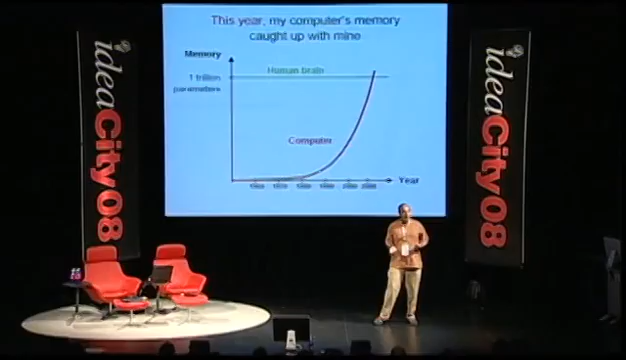 This year, my computer's memory
caught up with mine
Memory
1 trillion
parameters
Human brain
Computer
Year
ideaCity08
ideaCity08